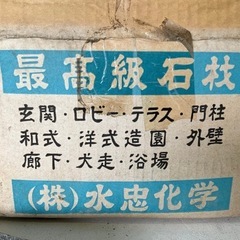 最高級石材
玄関・ロビー・テラス・門柱
和式・洋式造園・外壁
廊下・犬走・浴場
(株)水忠化学